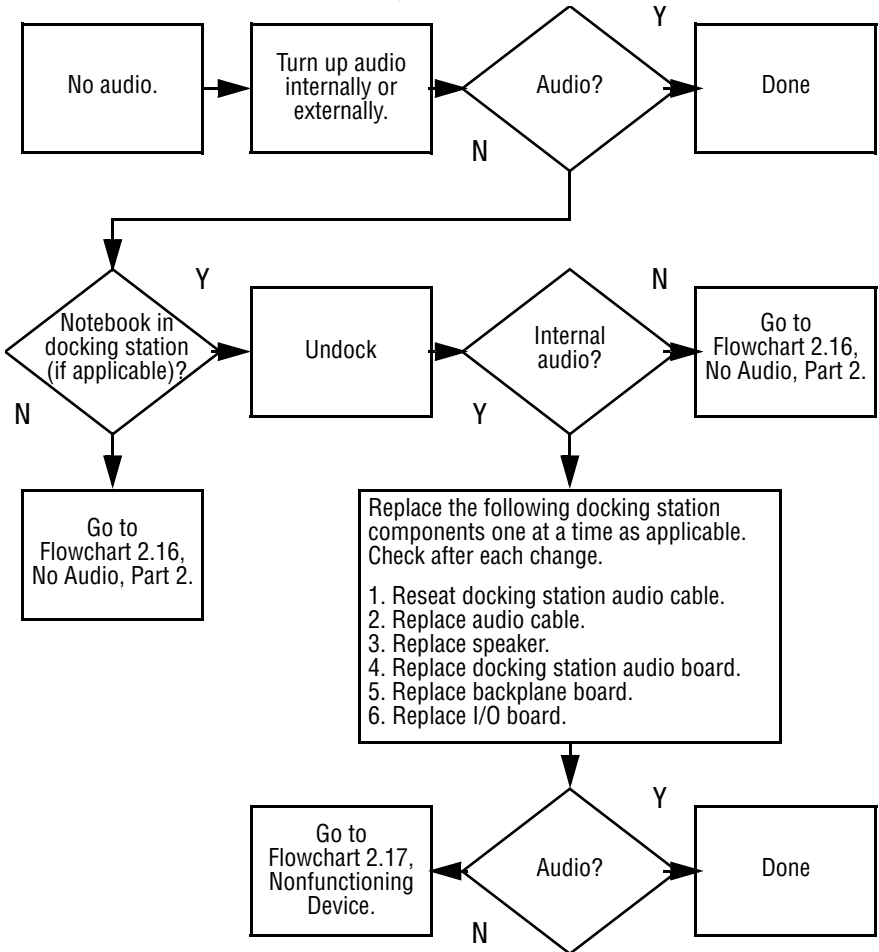 Y
No audio.
Turn up audio
internally or
externally.
Audio?
Done
N
Y
N
Notebook in
docking station
(if applicable)?
Undock
Internal
audio?
Go to
Flowchart 2.16,
No Audio, Part 2.
N
Y
Go to
Flowchart 2.16,
No Audio, Part 2.
Replace the following docking station
components one at a time as applicable.
Check after each change.
1. Reseat docking station audio cable.
2. Replace audio cable.
3. Replace speaker.
4. Replace docking station audio board.
5. Replace backplane board.
6. Replace I/O board.
Y
Go to
Flowchart 2.17,
Nonfunctioning
Device.
Audio?
Done
N